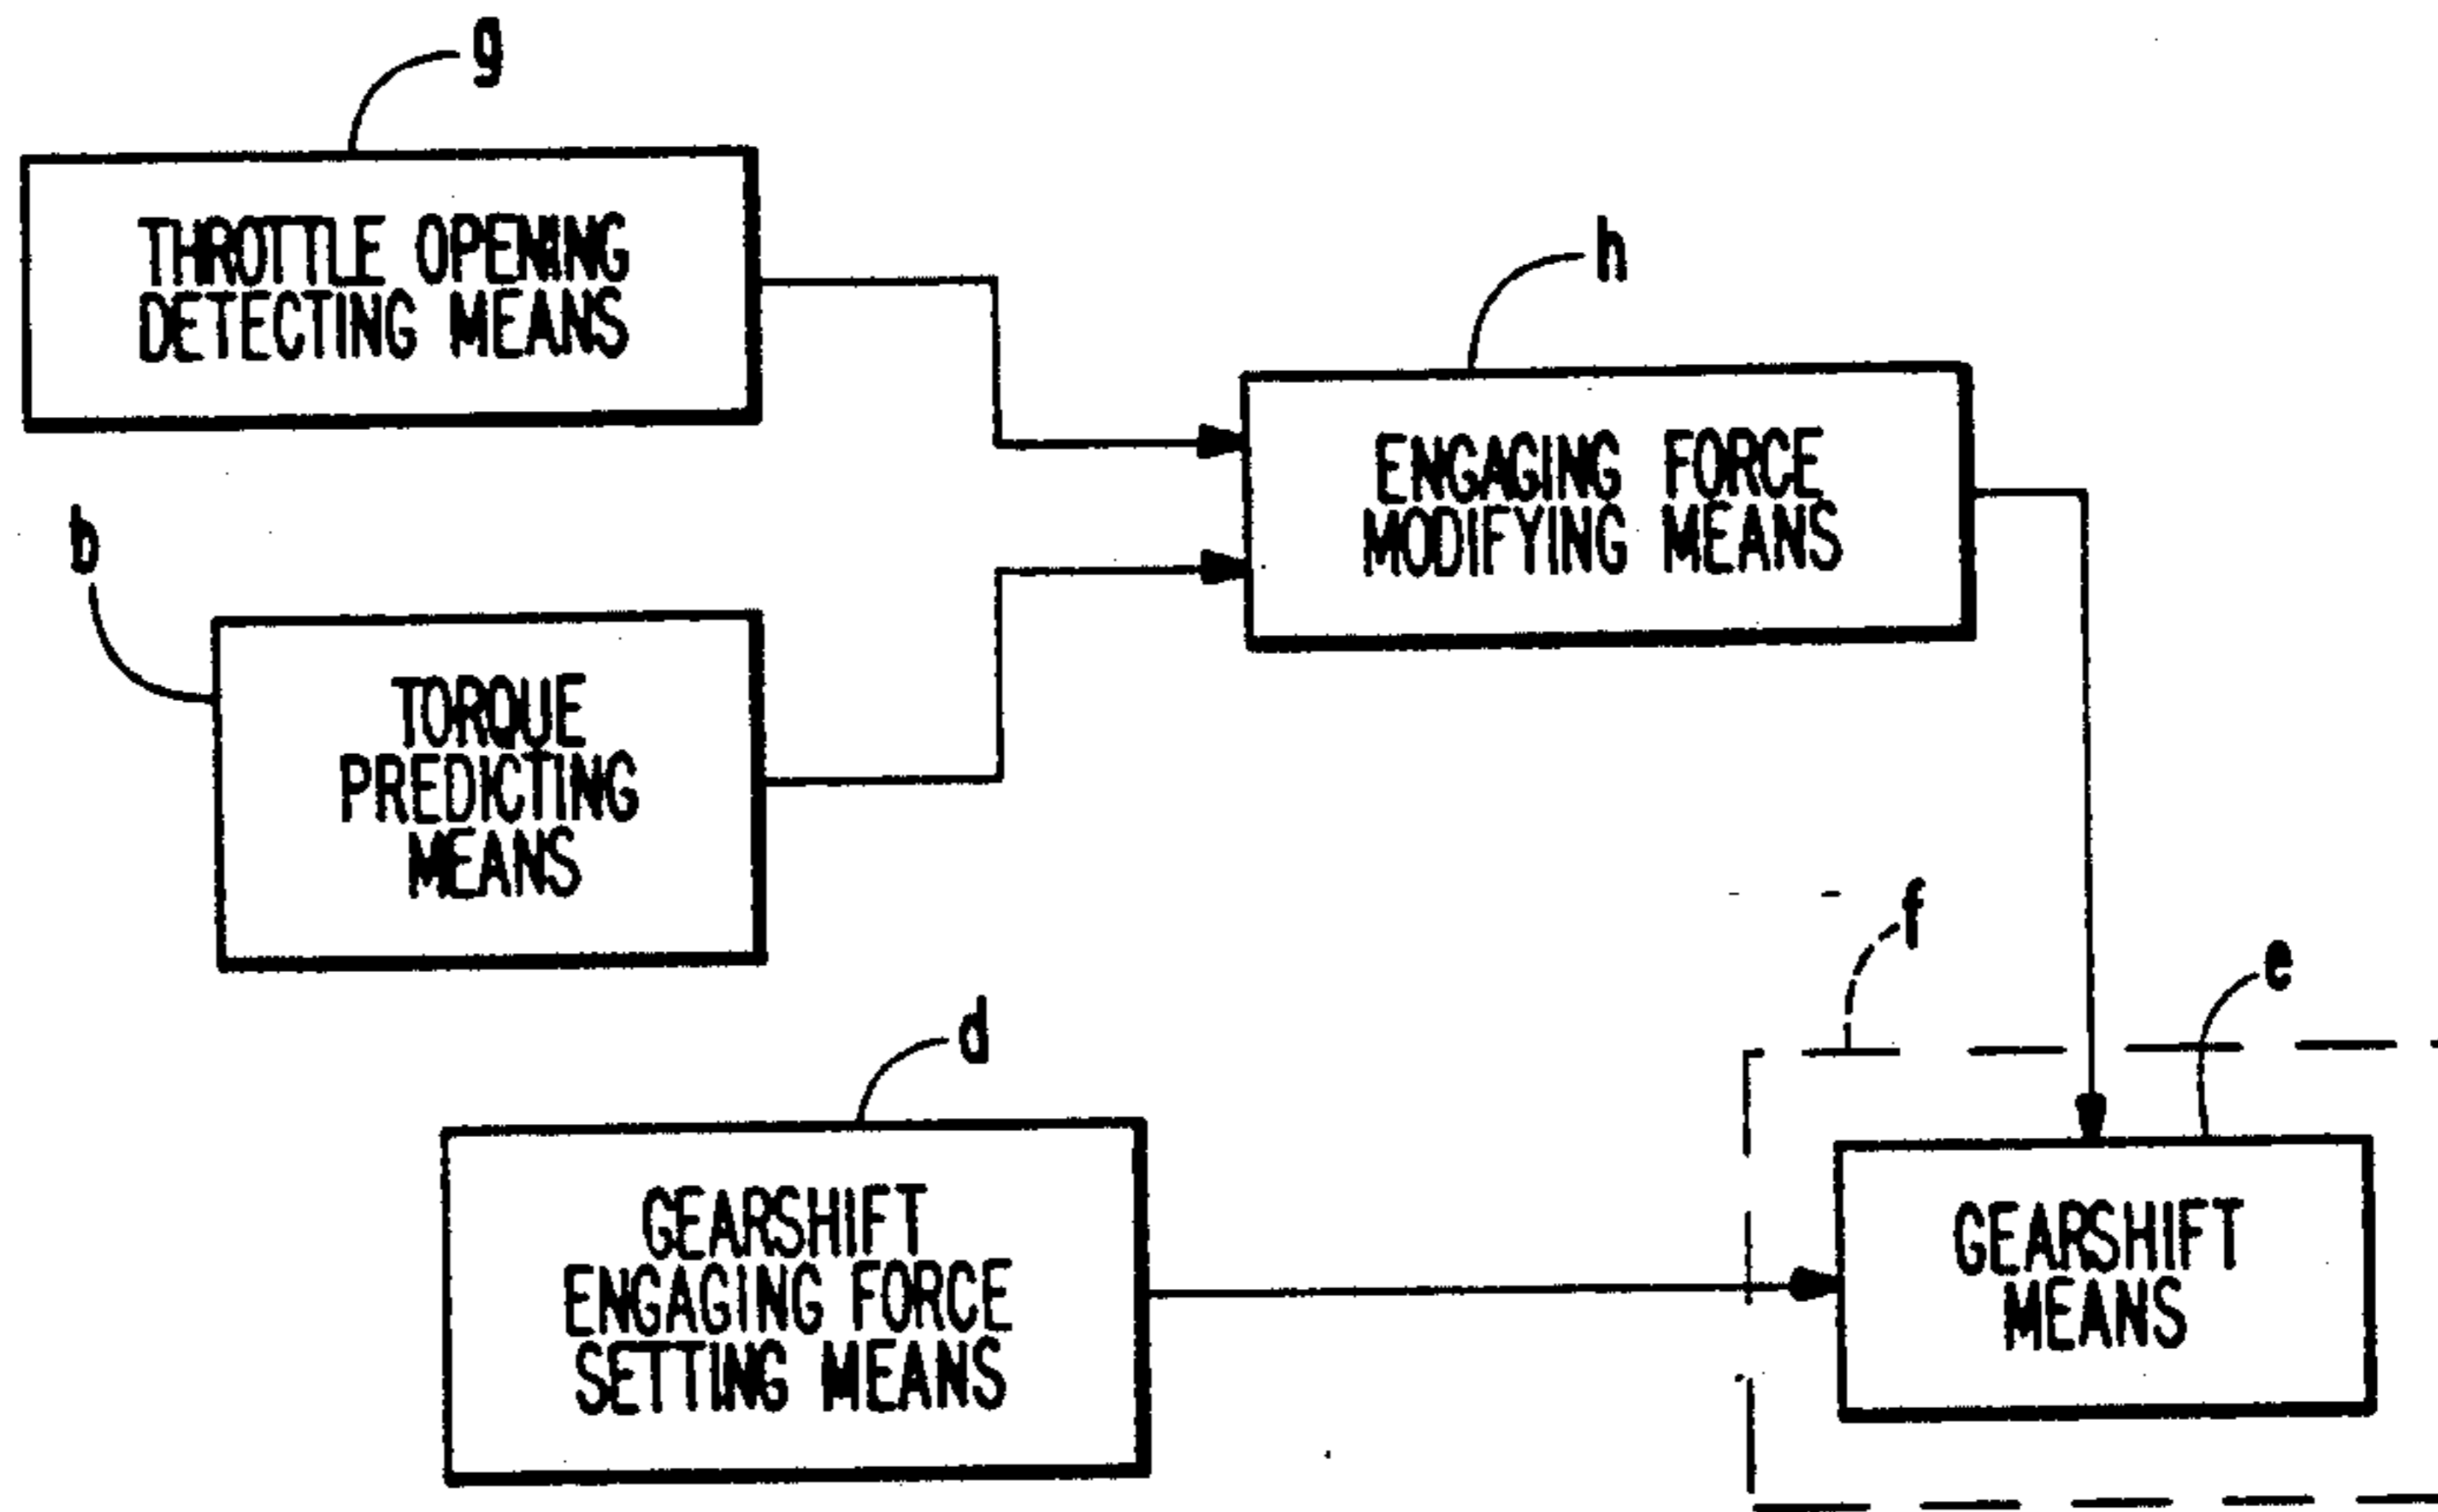 g
THROTTLE OPENING
DETECTING MEANS
h
ENGAGING FORCE
MODIFYING MEANS
b
TORQUE
PREDICTING
MEANS
f
e
d
GEARSHIFT
ENGAGING FORCE
SETTING MEANS
GEARSHIFT
MEANS